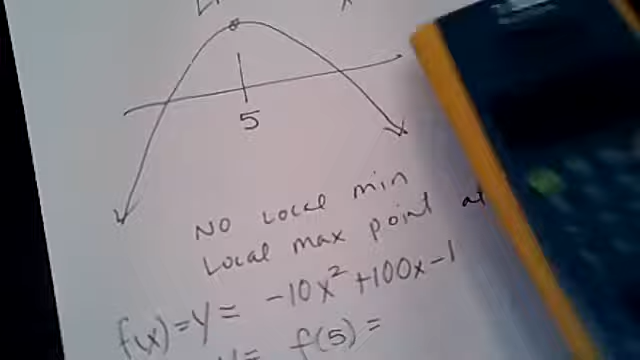 5
No Local min
Local max point at
f(x)=y= -10x²+100x-1
f(5)=